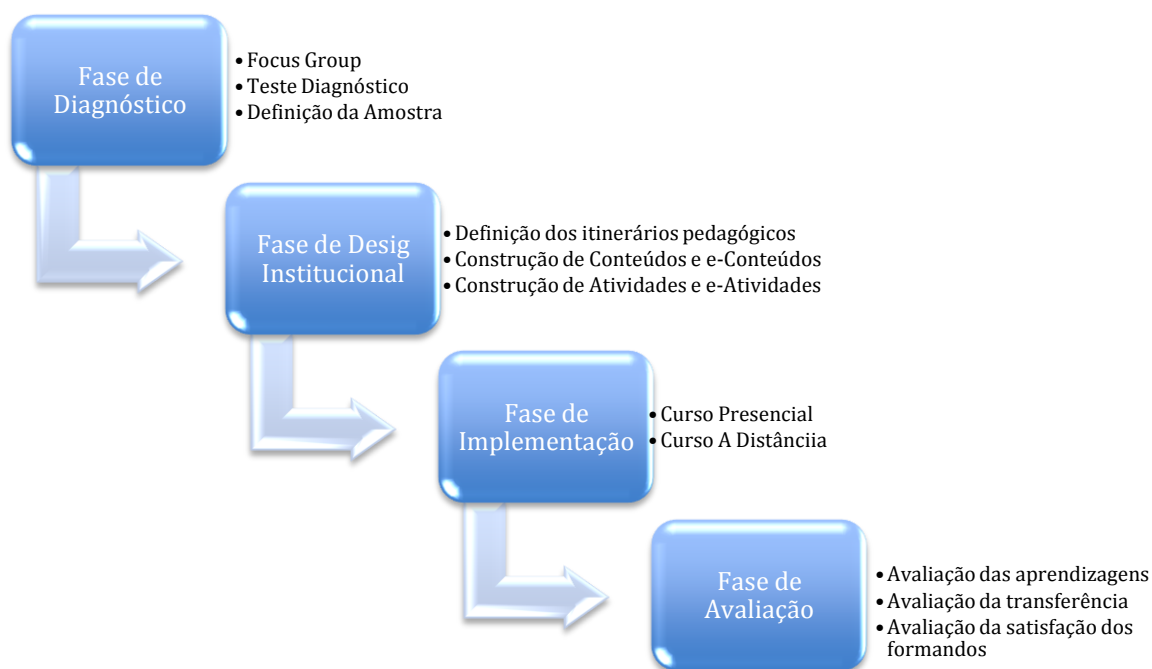 Fase de
Diagnóstico
• Focus Group
• Teste Diagnóstico
• Definição da Amostra
Fase de Desig
Institucional
• Definição dos itinerários pedagógicos
• Construção de Conteúdos e e-Conteúdos
• Construção de Atividades e e-Atividades
Fase de
Implementação
• Curso Presencial
• Curso A Distânciia
Fase de
Avaliação
• Avaliação das aprendizagens
• Avaliação da transferência
• Avaliação da satisfação dos
formandos